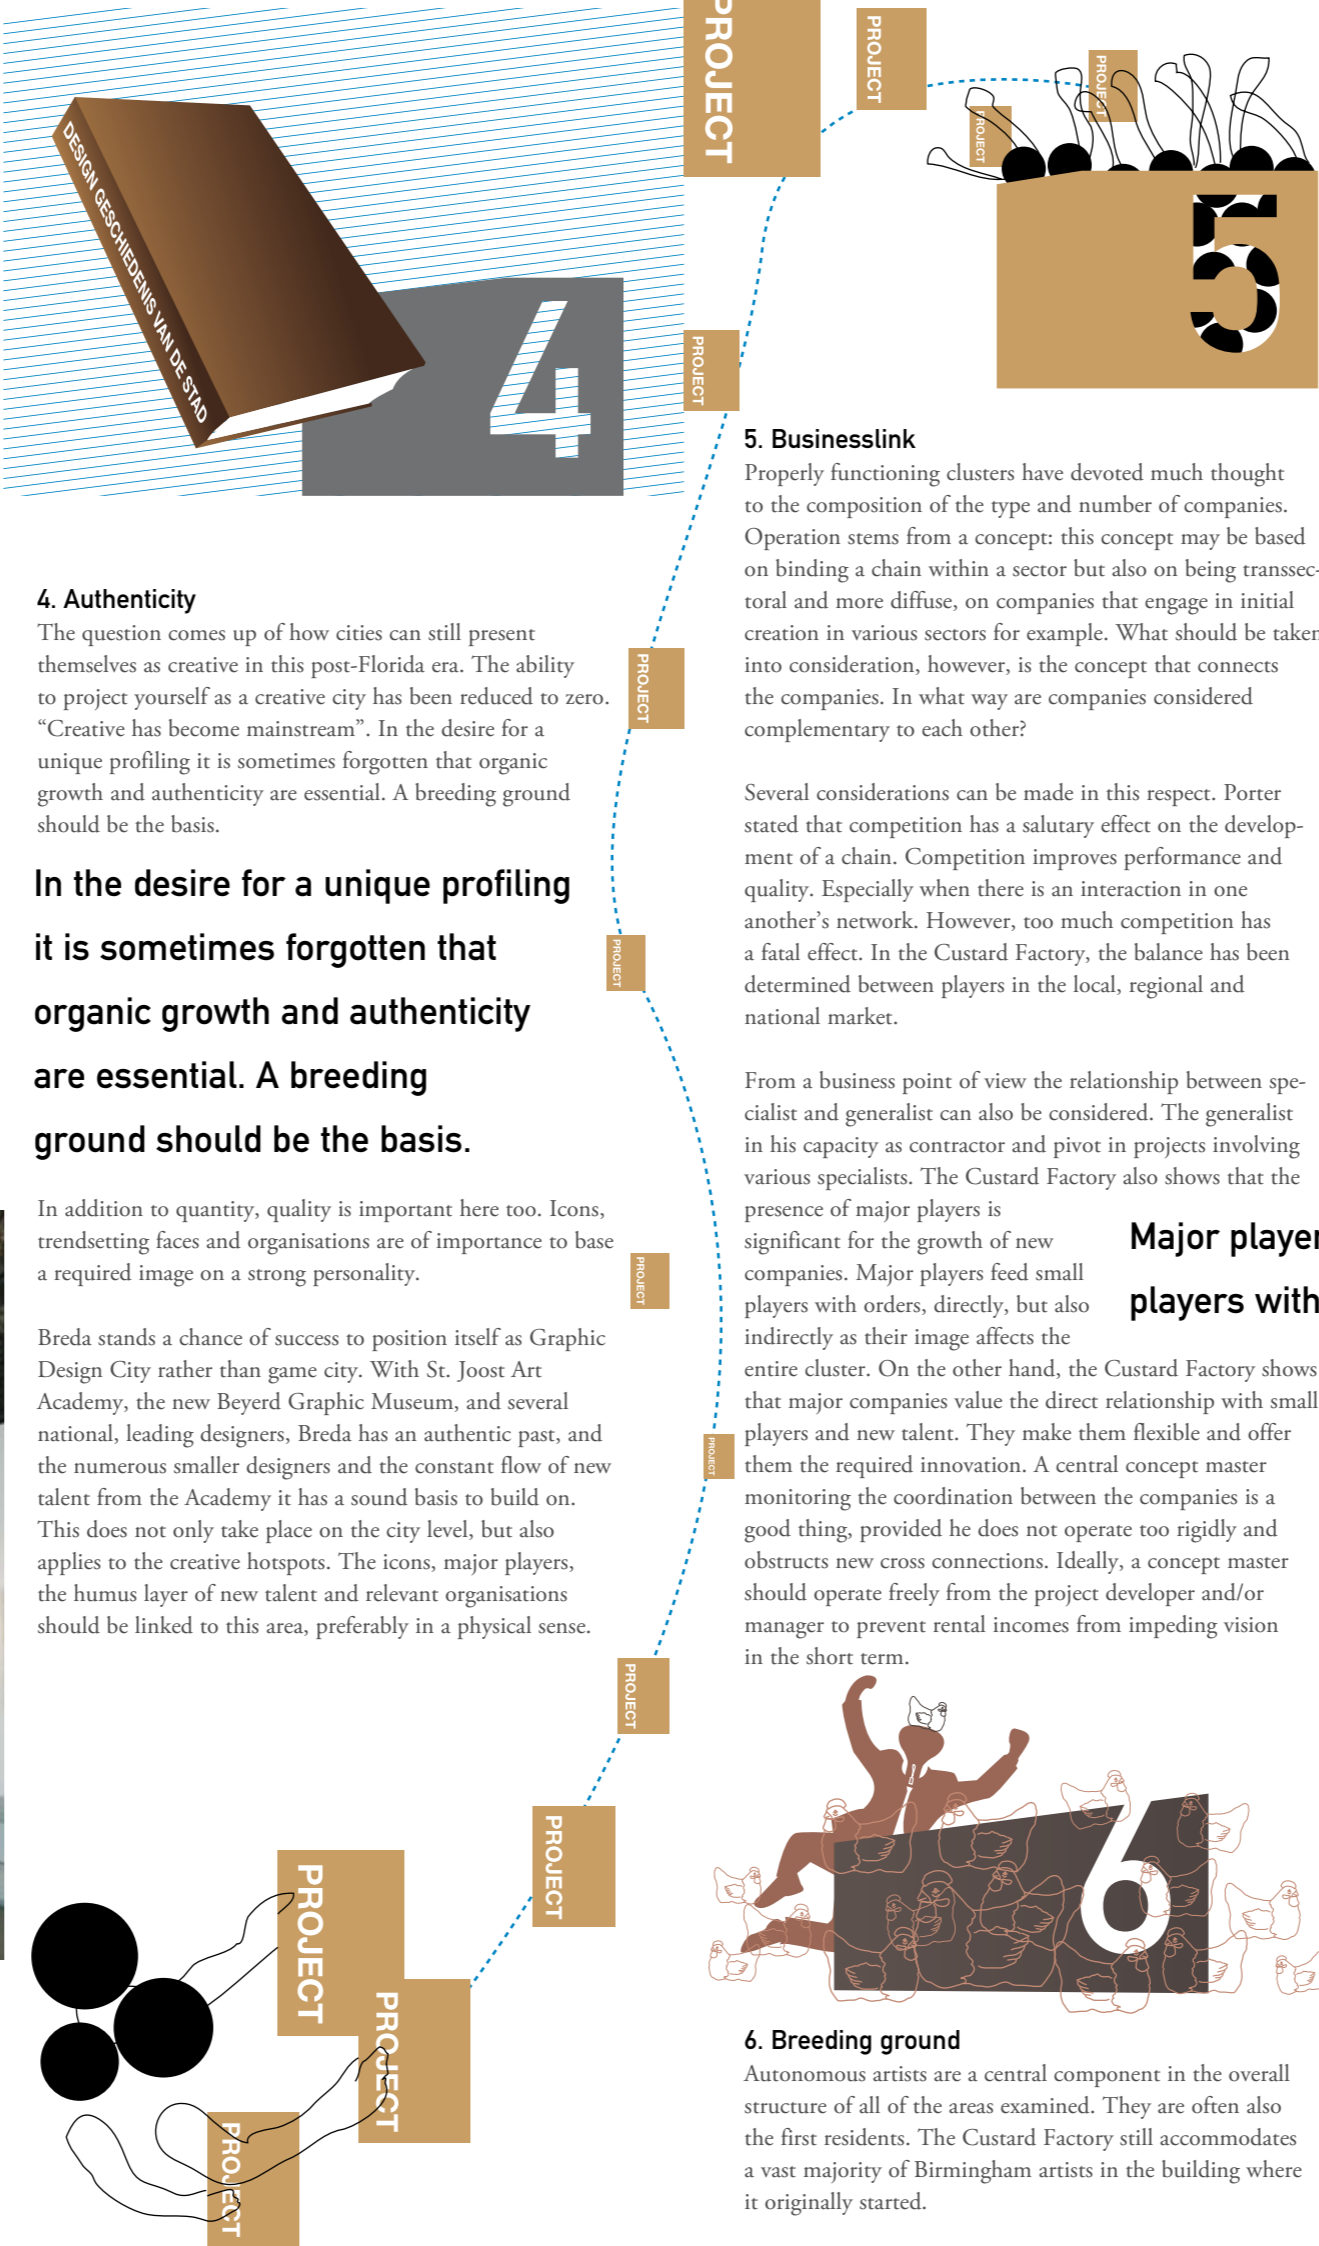 DESIGN GESCHIEDENIS VAN DE STAD
4
4. Authenticity
The question comes up of how cities can still present
themselves as creative in this post-Florida era. The ability
to project yourself as a creative city has been reduced to zero.
“Creative has become mainstream”. In the desire for a
unique profiling it is sometimes forgotten that organic
growth and authenticity are essential. A breeding ground
should be the basis.
In the desire for a unique profiling
it is sometimes forgotten that
organic growth and authenticity
are essential. A breeding
ground should be the basis.
In addition to quantity, quality is important here too. Icons,
trendsetting faces and organisations are of importance to base
a required image on a strong personality.
Breda stands a chance of success to position itself as Graphic
Design City rather than game city. With St. Joost Art
Academy, the new Beyerd Graphic Museum, and several
national, leading designers, Breda has an authentic past, and
the numerous smaller designers and the constant flow of new
talent from the Academy it has a sound basis to build on.
This does not only take place on the city level, but also
applies to the creative hotspots. The icons, major players,
the humus layer of new talent and relevant organisations
should be linked to this area, preferably in a physical sense.
PROJECT
PROJECT
PROJECT
PROJECT
PROJECT
PROJECT
PROJECT
PROJECT
PROJECT
PROJECT
PROJECT
PROJECT
PROJECT
PROJECT
5
5. Businesslink
Properly functioning clusters have devoted much thought
to the composition of the type and number of companies.
Operation stems from a concept: this concept may be based
on binding a chain within a sector but also on being transsec-
toral and more diffuse, on companies that engage in initial
creation in various sectors for example. What should be taken
into consideration, however, is the concept that connects
the companies. In what way are companies considered
complementary to each other?
Several considerations can be made in this respect. Porter
stated that competition has a salutary effect on the develop-
ment of a chain. Competition improves performance and
quality. Especially when there is an interaction in one
another’s network. However, too much competition has
a fatal effect. In the Custard Factory, the balance has been
determined between players in the local, regional and
national market.
From a business point of view the relationship between spe-
cialist and generalist can also be considered. The generalist
in his capacity as contractor and pivot in projects involving
various specialists. The Custard Factory also shows that the
presence of major players is
significant for the growth of new
companies. Major players feed small
players with orders, directly, but also
indirectly as their image affects the
entire cluster. On the other hand, the Custard Factory shows
that major companies value the direct relationship with small
players and new talent. They make them flexible and offer
them the required innovation. A central concept master
monitoring the coordination between the companies is a
good thing, provided he does not operate too rigidly and
obstructs new cross connections. Ideally, a concept master
should operate freely from the project developer and/or
manager to prevent rental incomes from impeding vision
in the short term.
Major player
players with
6
6. Breeding ground
Autonomous artists are a central component in the overall
structure of all of the areas examined. They are often also
the first residents. The Custard Factory still accommodates
a vast majority of Birmingham artists in the building where
it originally started.